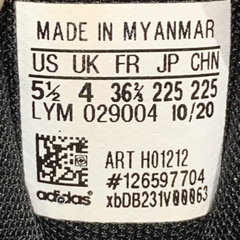 MADE IN MYANMAR
US UK FR JP CHN
5½ 4 36⅔ 225 225
LYM 029004 10/20
ART H01212
#126597704
adidas xbDB231V00063